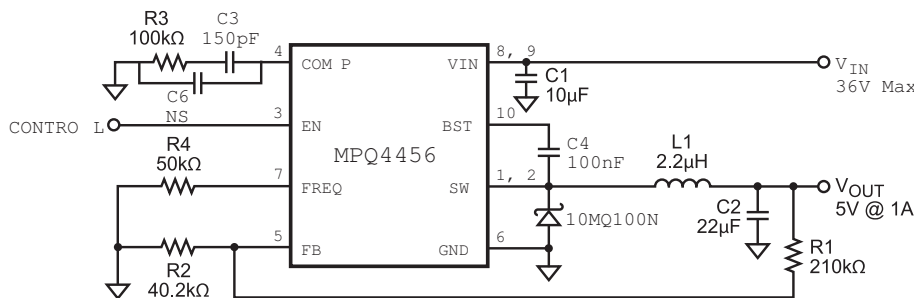 R3
100kΩ
C3
150pF
4
COM P
C6
NS
CONTRO L
3
EN
R4
50kΩ
7
FREQ
R2
40.2kΩ
5
FB
MPQ4456
8, 9
VIN
C1
10µF
VIN
36V Max
10
BST
C4
100nF
1, 2
SW
L1
2.2µH
VOUT
5V @ 1A
10MQ100N
C2
22µF
6
GND
R1
210kΩ